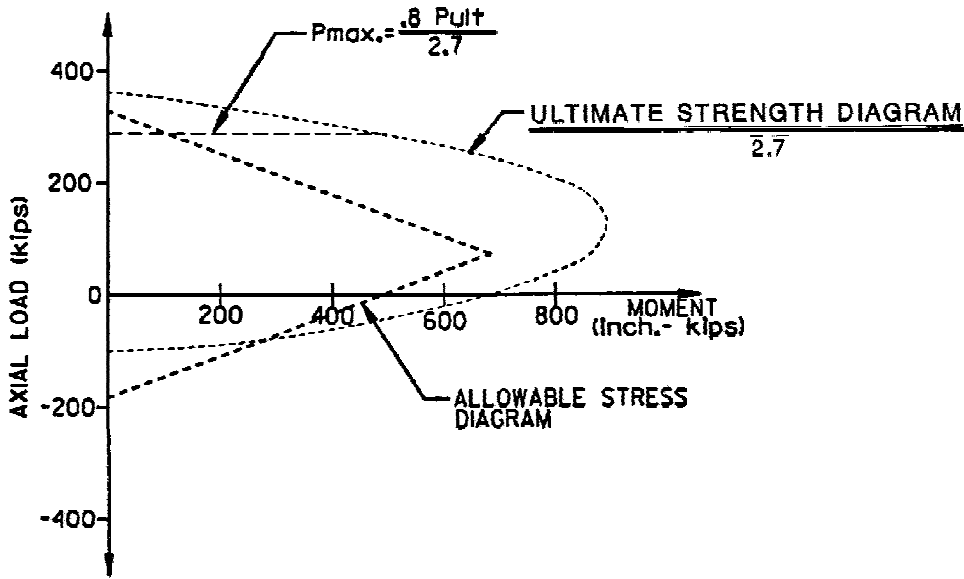 Pmax.= .8 Pult
2.7
400
ULTIMATE STRENGTH DIAGRAM
2.7
200
AXIAL LOAD (kips)
0
200
400
600
800
MOMENT
(inch.- kips)
ALLOWABLE STRESS
DIAGRAM
-200
-400